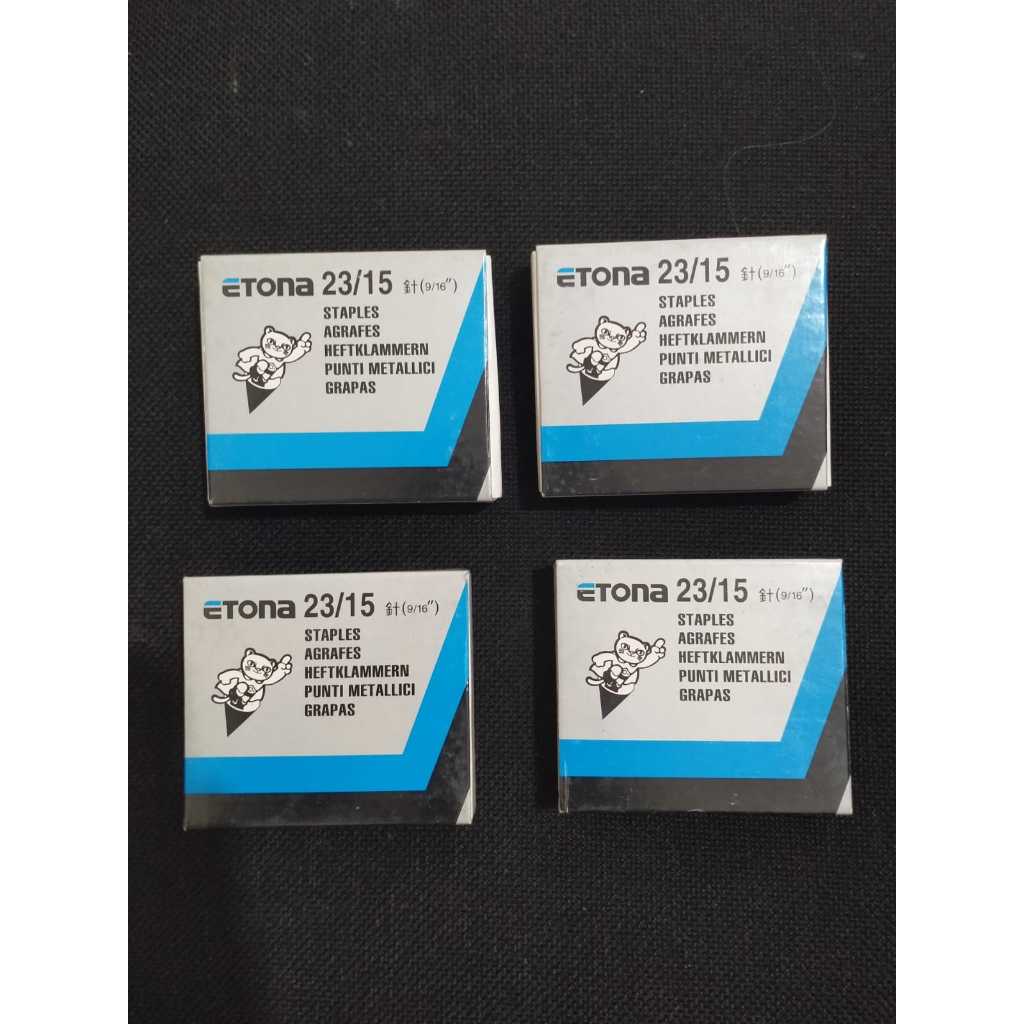 ETONA 23/15 針(9/16")
STAPLES
AGRAFES
HEFTKLAMMERN
PUNTI METALLICI
GRAPAS
ETONA 23/15 針(9/16")
STAPLES
AGRAFES
HEFTKLAMMERN
PUNTI METALLICI
GRAPAS
ETONA 23/15 針(9/16")
STAPLES
AGRAFES
HEFTKLAMMERN
PUNTI METALLICI
GRAPAS
ETONA 23/15 針(9/16")
STAPLES
AGRAFES
HEFTKLAMMERN
PUNTI METALLICI
GRAPAS